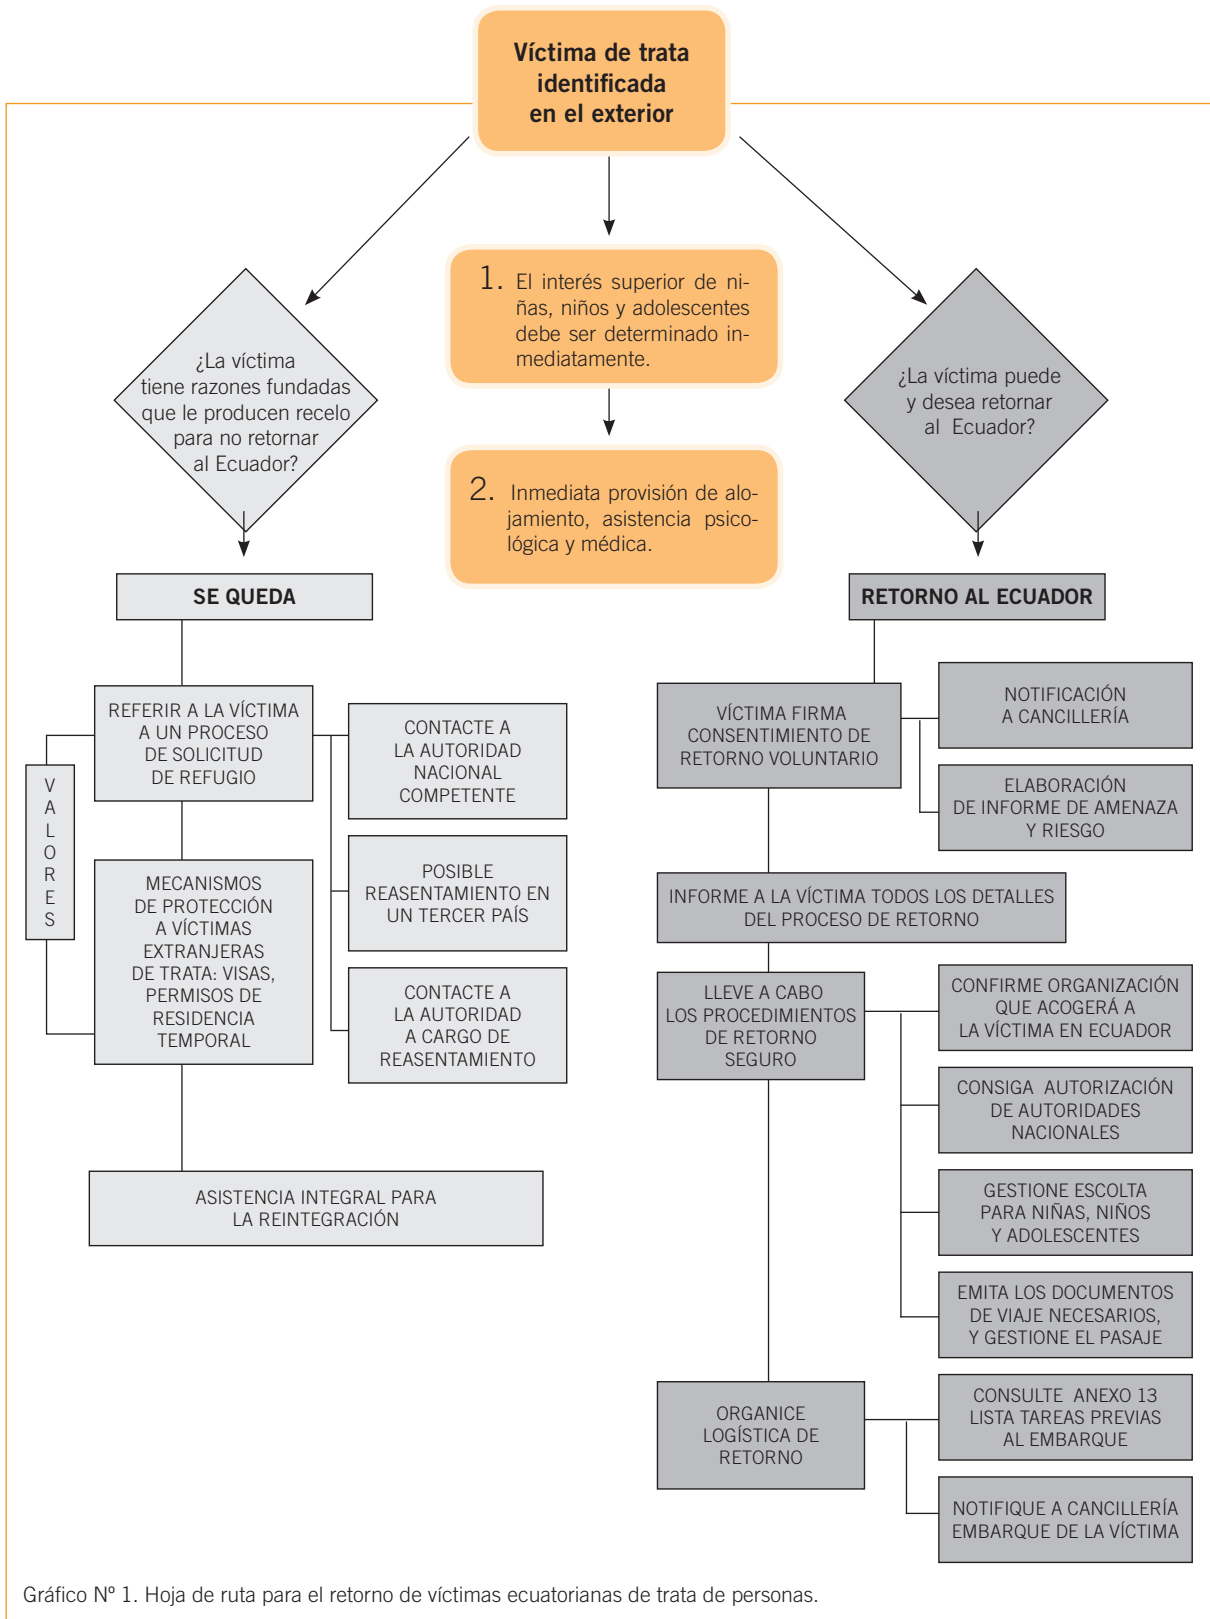 Víctima de trata
identificada
en el exterior
1. El interés superior de ni-
ñas, niños y adolescentes
debe ser determinado in-
mediatamente.
2. Inmediata provisión de alo-
jamiento, asistencia psico-
lógica y médica.
¿La víctima
tiene razones fundadas
que le producen recelo
para no retornar
al Ecuador?
SE QUEDA
REFERIR A LA VÍCTIMA
A UN PROCESO
DE SOLICITUD
DE REFUGIO
VALORES
CONTACTE A
LA AUTORIDAD
NACIONAL
COMPETENTE
POSIBLE
REASENTAMIENTO EN
UN TERCER PAÍS
CONTACTE A
LA AUTORIDAD
A CARGO DE
REASENTAMIENTO
MECANISMOS
DE PROTECCIÓN
A VÍCTIMAS
EXTRANJERAS
DE TRATA: VISAS,
PERMISOS DE
RESIDENCIA
TEMPORAL
ASISTENCIA INTEGRAL PARA
LA REINTEGRACIÓN
¿La víctima puede
y desea retornar
al Ecuador?
RETORNO AL ECUADOR
VÍCTIMA FIRMA
CONSENTIMIENTO DE
RETORNO VOLUNTARIO
NOTIFICACIÓN
A CANCILLERÍA
ELABORACIÓN
DE INFORME DE AMENAZA
Y RIESGO
INFORME A LA VÍCTIMA TODOS LOS DETALLES
DEL PROCESO DE RETORNO
LLEVE A CABO
LOS PROCEDIMIENTOS
DE RETORNO
SEGURO
CONFIRME ORGANIZACIÓN
QUE ACOGERÁ A
LA VÍCTIMA EN ECUADOR
CONSIGA AUTORIZACIÓN
DE AUTORIDADES
NACIONALES
GESTIONE ESCOLTA
PARA NIÑAS, NIÑOS
Y ADOLESCENTES
EMITA LOS DOCUMENTOS
DE VIAJE NECESARIOS,
Y GESTIONE EL PASAJE
ORGANICE
LOGÍSTICA DE
RETORNO
CONSULTE ANEXO 13
LISTA TAREAS PREVIAS
AL EMBARQUE
NOTIFIQUE A CANCILLERÍA
EMBARQUE DE LA VÍCTIMA
Gráfico Nº 1. Hoja de ruta para el retorno de víctimas ecuatorianas de trata de personas.